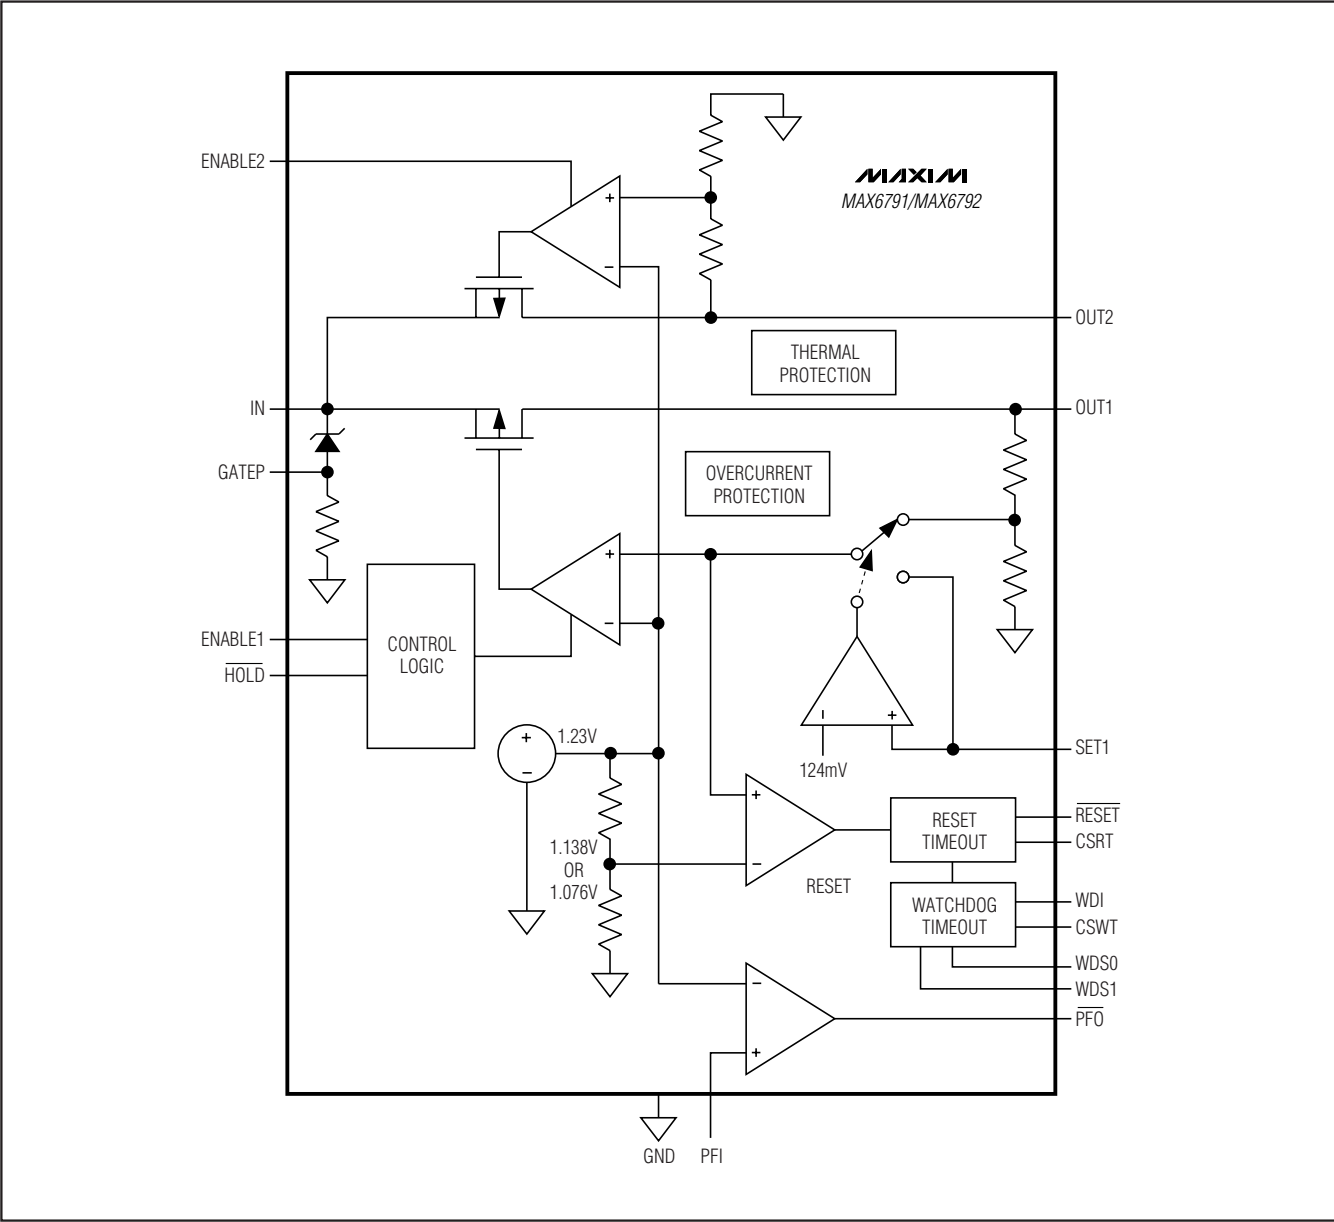 MAXIM
MAX6791/MAX6792
ENABLE2
+
−
OUT2
THERMAL
PROTECTION
IN
OUT1
GATEP
OVERCURRENT
PROTECTION
+
−
ENABLE1
HOLD
CONTROL
LOGIC
+
−
1.23V
−
+
124mV
SET1
+
−
RESET
RESET
TIMEOUT
RESET
CSRT
1.138V
OR
1.076V
WATCHDOG
TIMEOUT
WDI
CSWT
WDS0
WDS1
−
+
PFO
GND
PFI